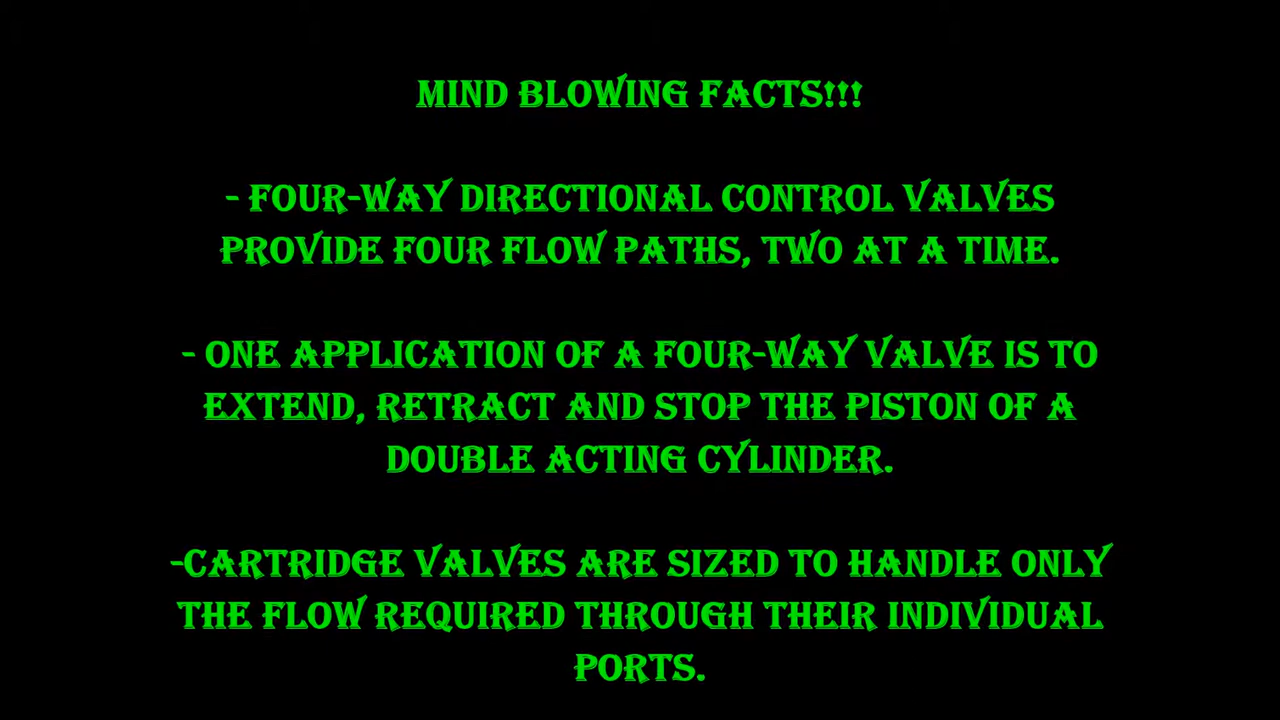 MIND BLOWING FACTS!!!
- FOUR-WAY DIRECTIONAL CONTROL VALVES
PROVIDE FOUR FLOW PATHS, TWO AT A TIME.
- ONE APPLICATION OF A FOUR-WAY VALVE IS TO
EXTEND, RETRACT AND STOP THE PISTON OF A
DOUBLE ACTING CYLINDER.
-CARTRIDGE VALVES ARE SIZED TO HANDLE ONLY
THE FLOW REQUIRED THROUGH THEIR INDIVIDUAL
PORTS.